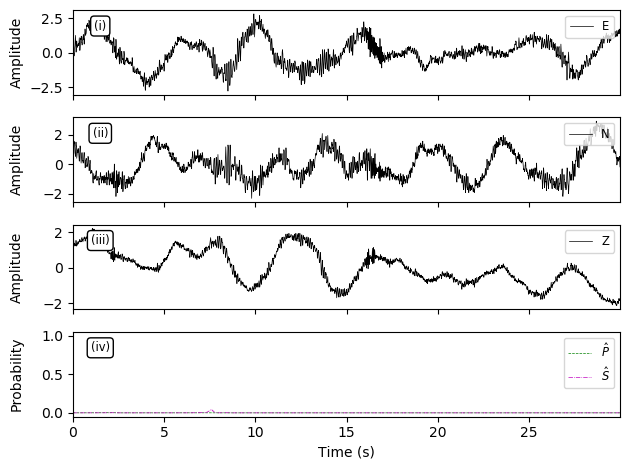 2.5
0.0
−2.5
Amplitude
(i)
E
2
0
−2
Amplitude
(ii)
N
2
0
−2
Amplitude
(iii)
Z
1.0
0.5
0.0
Probability
(iv)
P̂
Ŝ
0 5 10 15 20 25
Time (s)